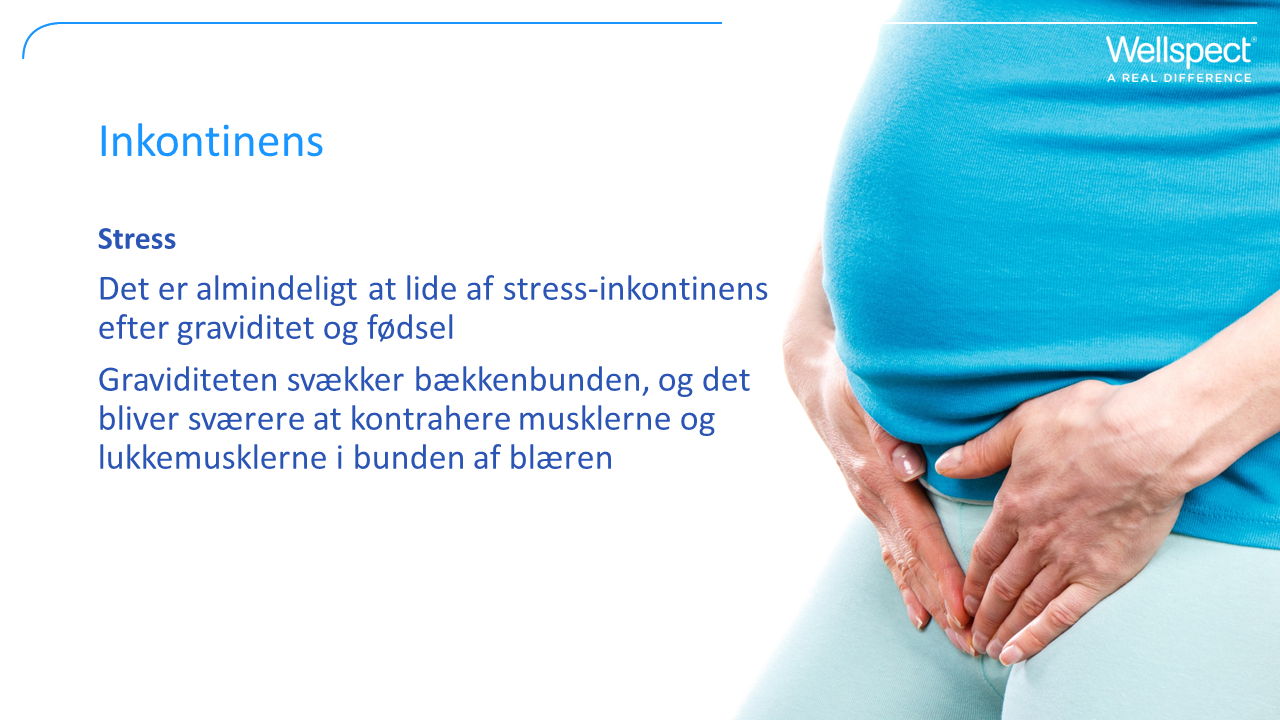 Wellspect®
A REAL DIFFERENCE
Inkontinens
Stress
Det er almindeligt at lide af stress-inkontinens
efter graviditet og fødsel
Graviditeten svækker bækkenbunden, og det
bliver sværere at kontrahere musklerne og
lukkemusklerne i bunden af blæren